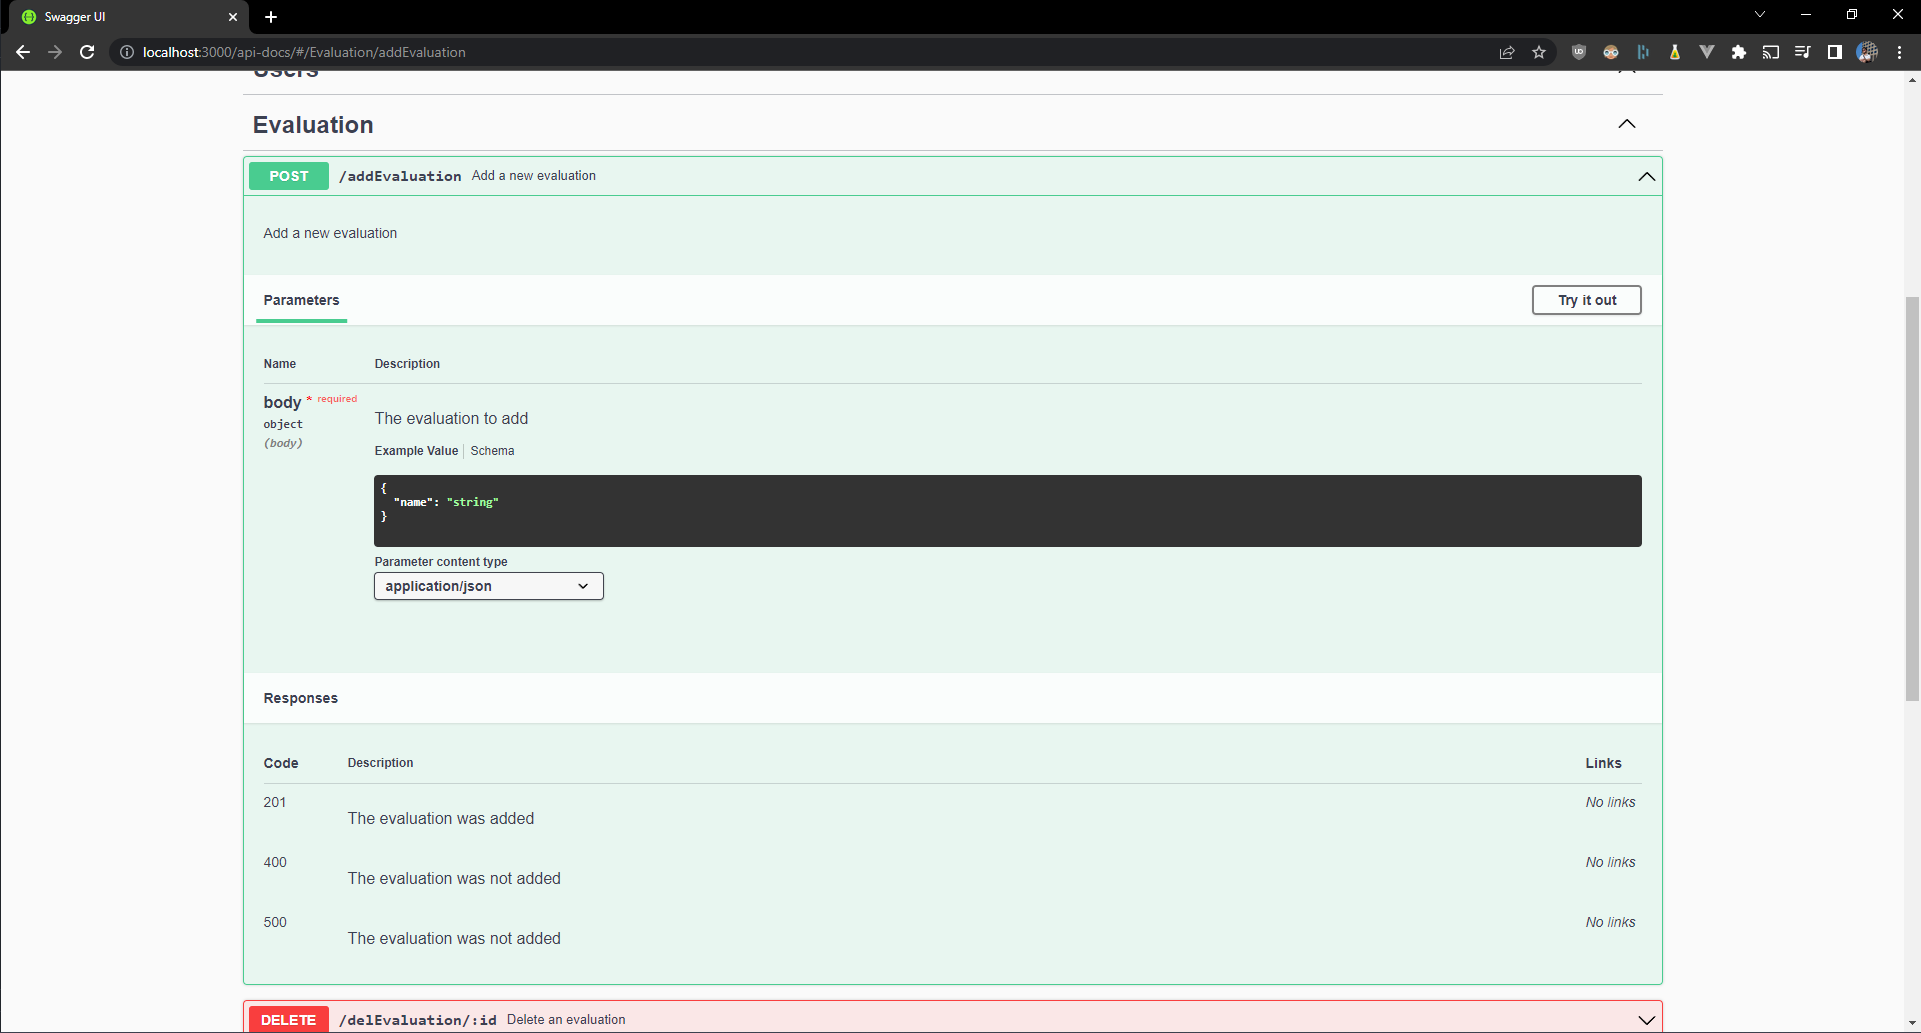 Swagger UI
localhost:3000/api-docs/#/Evaluation/addEvaluation
Users
Evaluation
POST /addEvaluation Add a new evaluation
Add a new evaluation
Parameters
Try it out
Name Description
body * required
object
(body)
The evaluation to add
Example Value Schema
{
"name": "string"
}
Parameter content type
application/json
Responses
Code Description Links
201 No links
The evaluation was added
400 No links
The evaluation was not added
500 No links
The evaluation was not added
DELETE /delEvaluation/:id Delete an evaluation